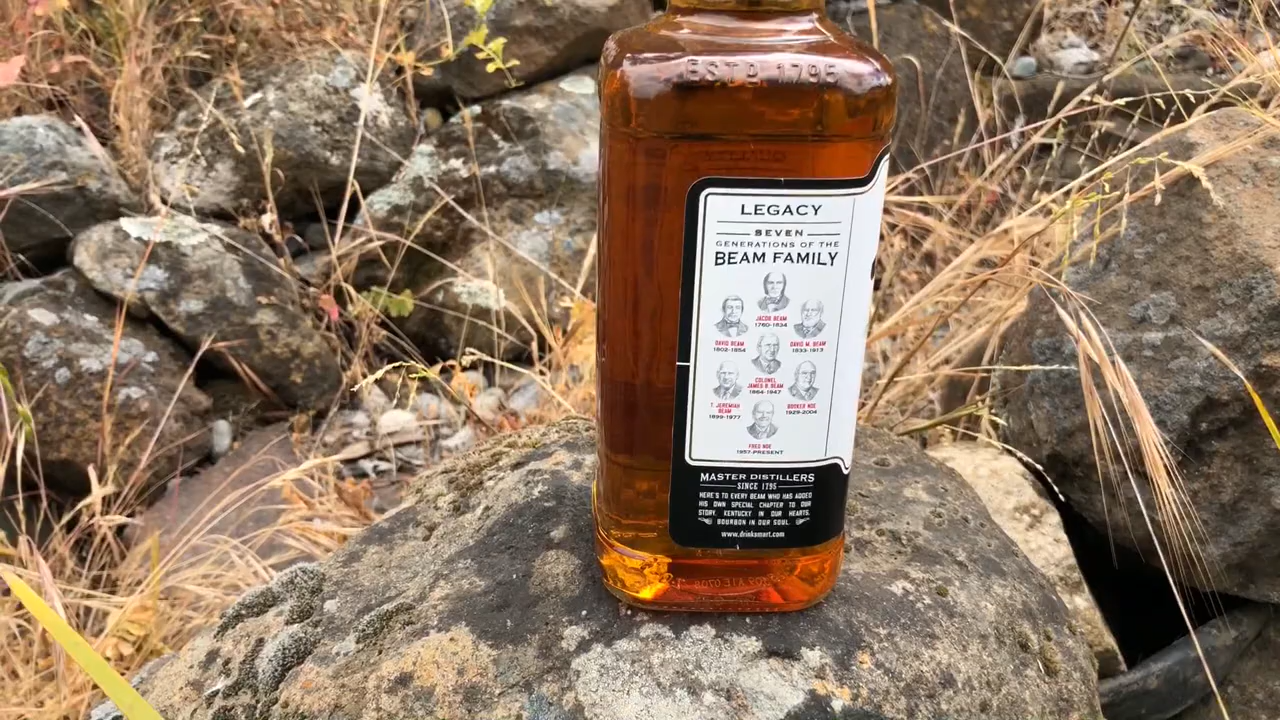 ESTD 1795
LEGACY
SEVEN
GENERATIONS OF THE
BEAM FAMILY
JACOB BEAM
1760-1834
DAVID BEAM
1802-1854
DAVID M. BEAM
1833-1913
COLONEL
JAMES B. BEAM
1864-1947
T. JEREMIAH
BEAM
1899-1977
BOOKER NOE
1929-2004
FRED NOE
1957-PRESENT
MASTER DISTILLERS
SINCE 1795
HERE'S TO EVERY BEAM WHO HAS ADDED
HIS OWN SPECIAL CHAPTER TO OUR
STORY. KENTUCKY IN OUR HEARTS.
BOURBON IN OUR SOUL.
www.drinksmart.com